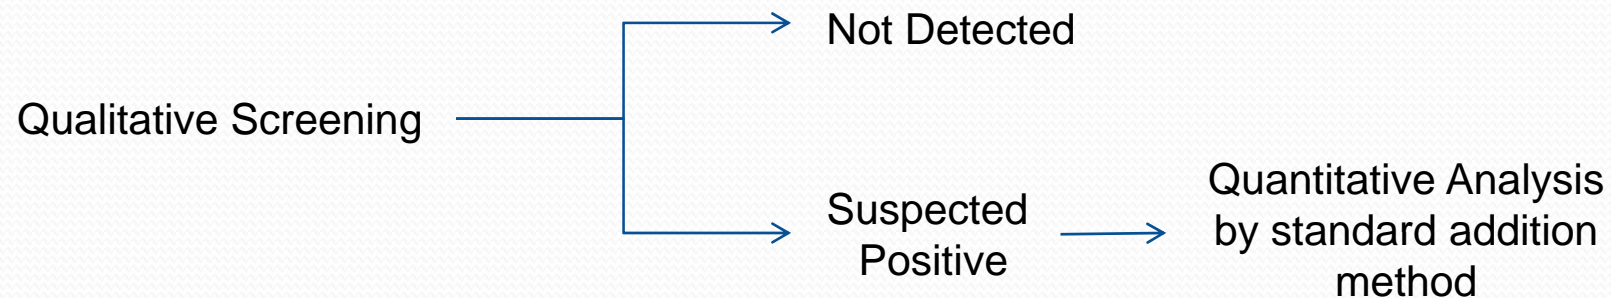 Not Detected
Qualitative Screening
Suspected
Positive
Quantitative Analysis
by standard addition
method